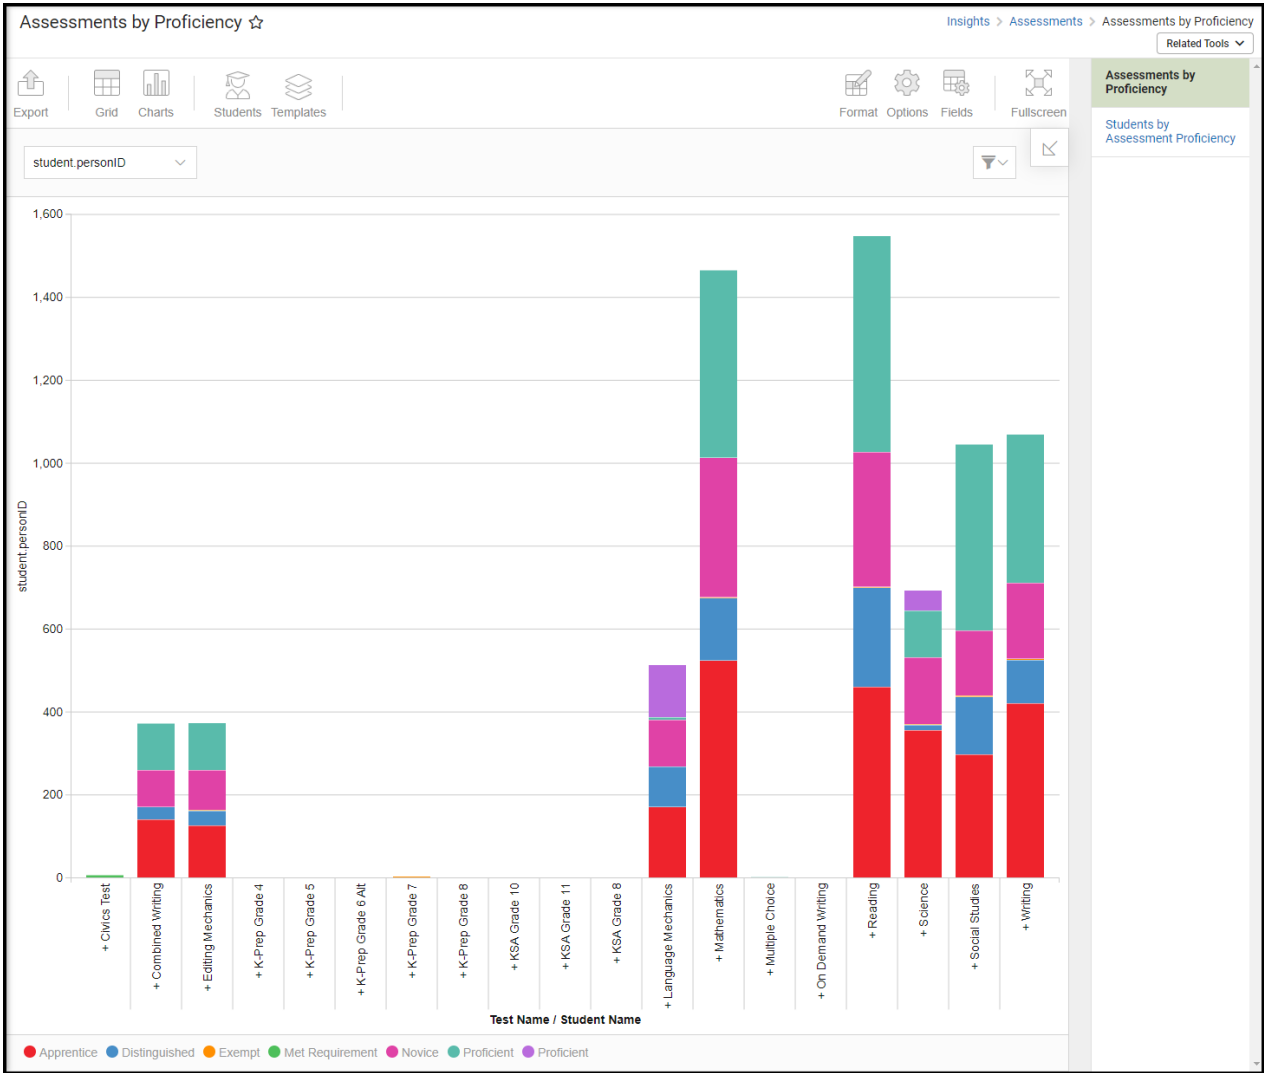 Assessments by Proficiency
Insights > Assessments > Assessments by Proficiency
Related Tools
Export
Grid
Charts
Students
Templates
Format
Options
Fields
Fullscreen
Assessments by
Proficiency
Students by
Assessment Proficiency
student.personID
1,600
1,400
1,200
1,000
800
600
400
200
0
student.personID
+ Civics Test
+ Combined Writing
+ Editing Mechanics
+ K-Prep Grade 4
+ K-Prep Grade 5
+ K-Prep Grade 6 Alt
+ K-Prep Grade 7
+ K-Prep Grade 8
+ KSA Grade 10
+ KSA Grade 11
+ KSA Grade 8
+ Language Mechanics
+ Mathematics
+ Multiple Choice
+ On Demand Writing
+ Reading
+ Science
+ Social Studies
+ Writing
Test Name / Student Name
Apprentice Distinguished Exempt Met Requirement Novice Proficient Proficient